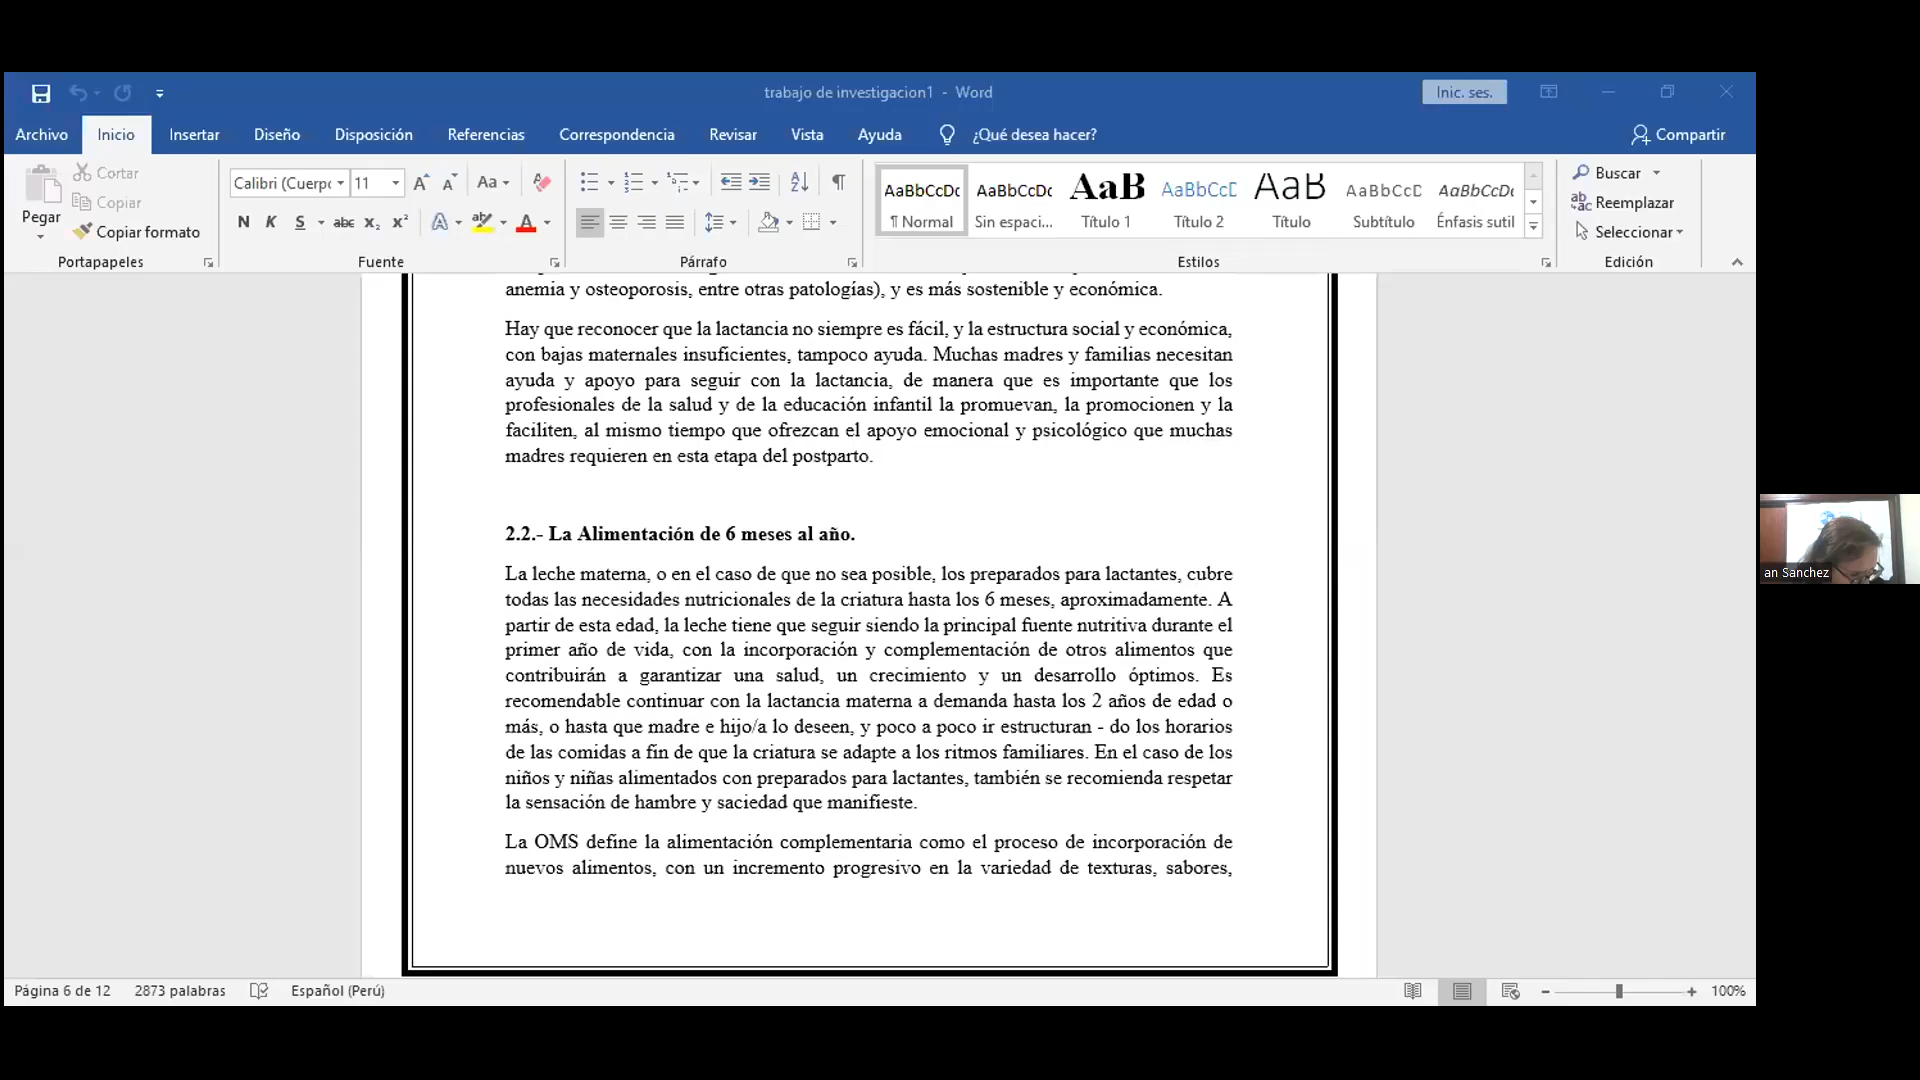 trabajo de investigacion1 - Word
Inic. ses.
Archivo Inicio Insertar Diseño Disposición Referencias Correspondencia Revisar Vista Ayuda ¿Qué desea hacer? Compartir
Pegar
Cortar
Copiar
Copiar formato
Portapapeles
Calibri (Cuerpo 11
Aa
N K S abc x₂ x² A ab A
Fuente
Párrafo
AaBbCcDc AaBbCcDc AaB AaBbCcD AaB AaBbCcD AaBbCcDc
¶ Normal Sin espaci... Título 1 Título 2 Título Subtítulo Énfasis sutil
Estilos
Buscar
Reemplazar
Seleccionar
Edición
anemia y osteoporosis, entre otras patologías), y es más sostenible y económica.
Hay que reconocer que la lactancia no siempre es fácil, y la estructura social y económica,
con bajas maternales insuficientes, tampoco ayuda. Muchas madres y familias necesitan
ayuda y apoyo para seguir con la lactancia, de manera que es importante que los
profesionales de la salud y de la educación infantil la promuevan, la promocionen y la
faciliten, al mismo tiempo que ofrezcan el apoyo emocional y psicológico que muchas
madres requieren en esta etapa del postparto.
2.2.- La Alimentación de 6 meses al año.
La leche materna, o en el caso de que no sea posible, los preparados para lactantes, cubre
todas las necesidades nutricionales de la criatura hasta los 6 meses, aproximadamente. A
partir de esta edad, la leche tiene que seguir siendo la principal fuente nutritiva durante el
primer año de vida, con la incorporación y complementación de otros alimentos que
contribuirán a garantizar una salud, un crecimiento y un desarrollo óptimos. Es
recomendable continuar con la lactancia materna a demanda hasta los 2 años de edad o
más, o hasta que madre e hijo/a lo deseen, y poco a poco ir estructuran - do los horarios
de las comidas a fin de que la criatura se adapte a los ritmos familiares. En el caso de los
niños y niñas alimentados con preparados para lactantes, también se recomienda respetar
la sensación de hambre y saciedad que manifieste.
La OMS define la alimentación complementaria como el proceso de incorporación de
nuevos alimentos, con un incremento progresivo en la variedad de texturas, sabores,
an Sanchez
Página 6 de 12 2873 palabras Español (Perú) 100%